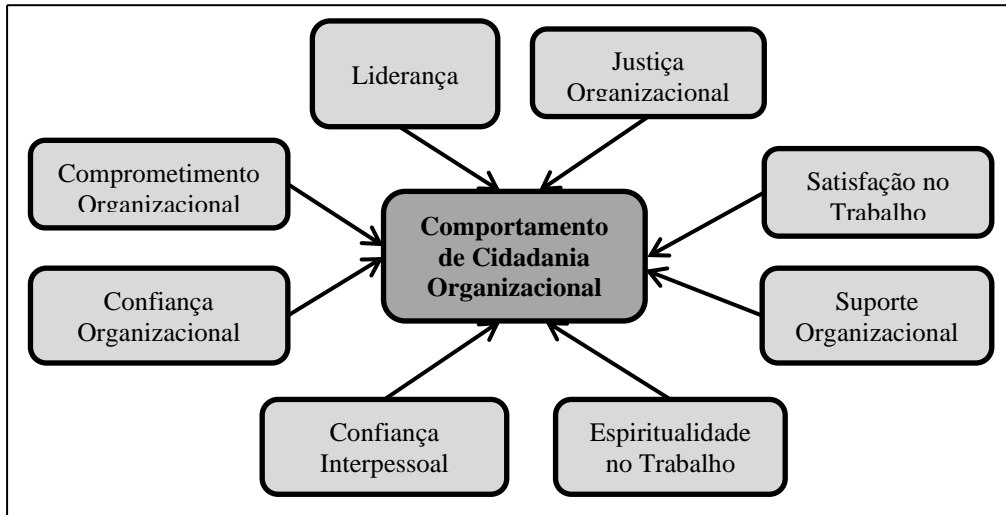 Liderança
Justiça
Organizacional
Comprometimento
Organizacional
Satisfação no
Trabalho
Comportamento
de Cidadania
Organizacional
Confiança
Organizacional
Suporte
Organizacional
Confiança
Interpessoal
Espiritualidade
no Trabalho